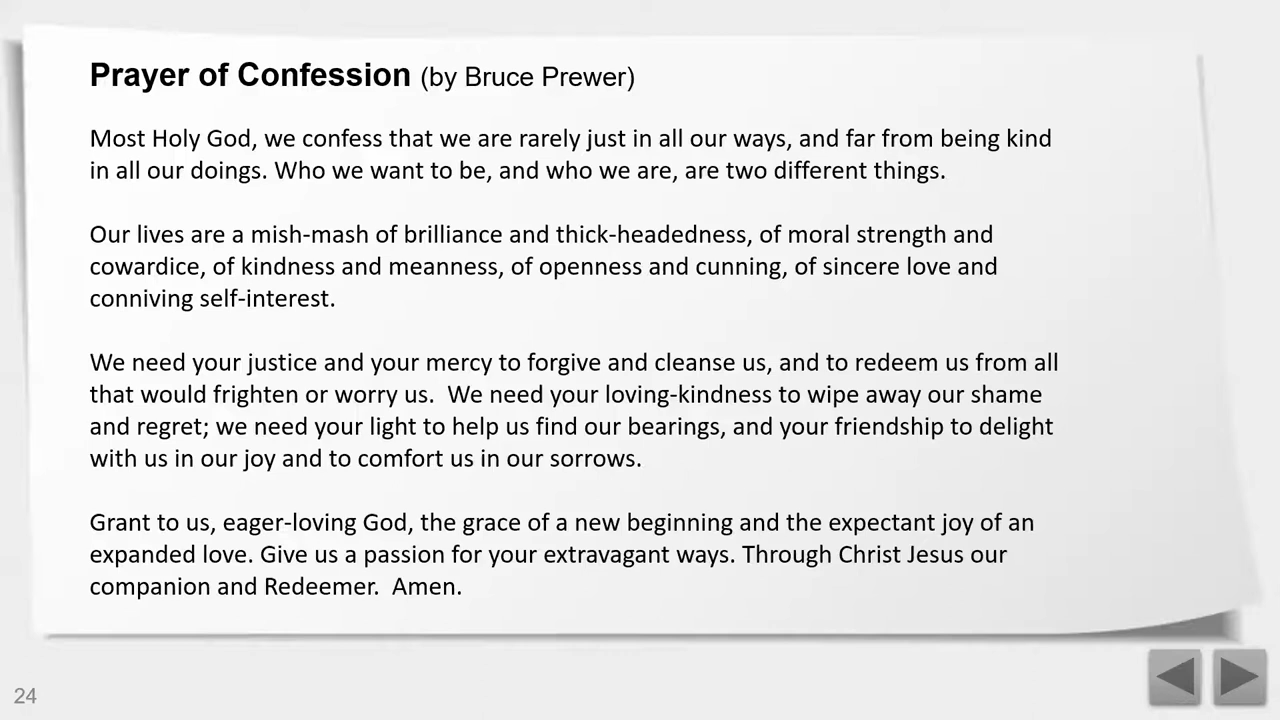 Prayer of Confession (by Bruce Prewer)
Most Holy God, we confess that we are rarely just in all our ways, and far from being kind
in all our doings. Who we want to be, and who we are, are two different things.
Our lives are a mish-mash of brilliance and thick-headedness, of moral strength and
cowardice, of kindness and meanness, of openness and cunning, of sincere love and
conniving self-interest.
We need your justice and your mercy to forgive and cleanse us, and to redeem us from all
that would frighten or worry us.  We need your loving-kindness to wipe away our shame
and regret; we need your light to help us find our bearings, and your friendship to delight
with us in our joy and to comfort us in our sorrows.
Grant to us, eager-loving God, the grace of a new beginning and the expectant joy of an
expanded love. Give us a passion for your extravagant ways. Through Christ Jesus our
companion and Redeemer.  Amen.
24